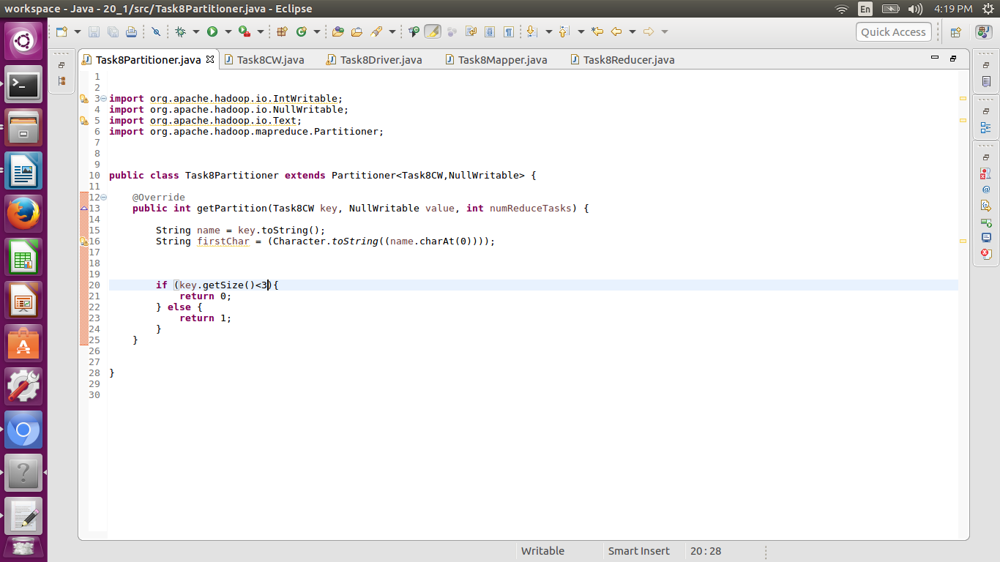 workspace - Java - 20_1/src/Task8Partitioner.java - Eclipse
En
4:19 PM
Quick Access
Task8Partitioner.java
Task8CW.java
Task8Driver.java
Task8Mapper.java
Task8Reducer.java
1
2
3 import org.apache.hadoop.io.IntWritable;
4 import org.apache.hadoop.io.NullWritable;
5 import org.apache.hadoop.io.Text;
6 import org.apache.hadoop.mapreduce.Partitioner;
7
8
9
10 public class Task8Partitioner extends Partitioner<Task8CW,NullWritable> {
11
12     @Override
13     public int getPartition(Task8CW key, NullWritable value, int numReduceTasks) {
14
15         String name = key.toString();
16         String firstChar = (Character.toString((name.charAt(0))));
17
18
19
20         if (key.getSize()<3){
21             return 0;
22         } else {
23             return 1;
24         }
25     }
26
27
28 }
29
30
Writable
Smart Insert
20 : 28